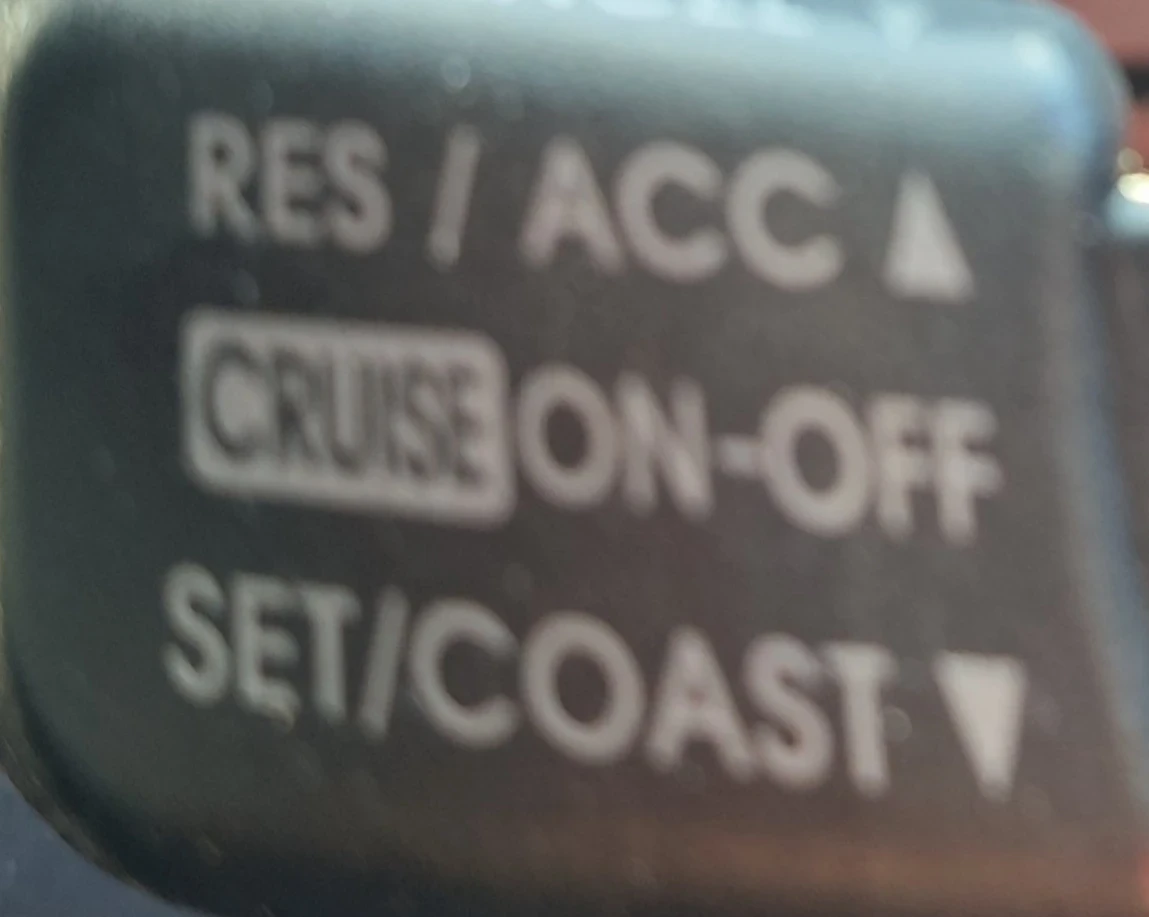 RES / ACC ▲
CRUISE ON-OFF
SET/COAST ▼